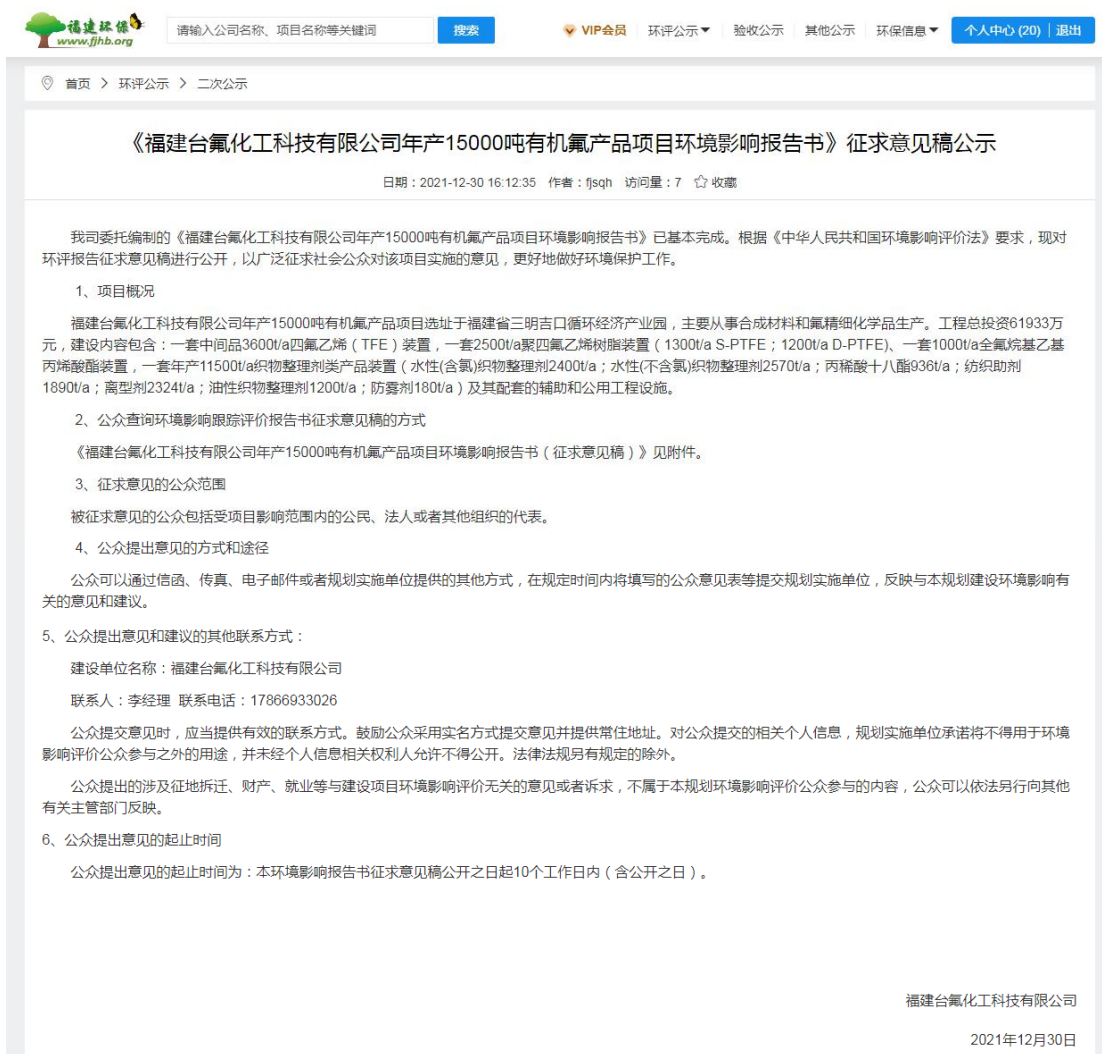 福建环保
www.fjhb.org
请输入公司名称、项目名称等关键词
搜索
VIP会员
环评公示
验收公示
其他公示
环保信息
个人中心 (20) | 退出
首页 > 环评公示 > 二次公示
《福建台氟化工科技有限公司年产15000吨有机氟产品项目环境影响报告书》征求意见稿公示
日期：2021-12-30 16:12:35 作者：fjsqh 访问量：7 收藏
我司委托编制的《福建台氟化工科技有限公司年产15000吨有机氟产品项目环境影响报告书》已基本完成。根据《中华人民共和国环境影响评价法》要求，现对
环评报告征求意见稿进行公开，以广泛征求社会公众对该项目实施的意见，更好地做好环境保护工作。
1、项目概况
福建台氟化工科技有限公司年产15000吨有机氟产品项目选址于福建省三明吉口循环经济产业园，主要从事合成材料和氟精细化学品生产。工程总投资61933万
元，建设内容包含：一套中间品3600t/a四氟乙烯（TFE）装置，一套2500t/a聚四氟乙烯树脂装置（1300t/a S-PTFE；1200t/a D-PTFE)、一套1000t/a全氟烷基乙基
丙烯酸酯装置，一套年产11500t/a织物整理剂类产品装置（水性(含氯)织物整理剂2400t/a；水性(不含氯)织物整理剂2570t/a；丙稀酸十八酯936t/a；纺织助剂
1890t/a；离型剂2324t/a；油性织物整理剂1200t/a；防雾剂180t/a）及其配套的辅助和公用工程设施。
2、公众查询环境影响跟踪评价报告书征求意见稿的方式
《福建台氟化工科技有限公司年产15000吨有机氟产品项目环境影响报告书（征求意见稿）》见附件。
3、征求意见的公众范围
被征求意见的公众包括受项目影响范围内的公民、法人或者其他组织的代表。
4、公众提出意见的方式和途径
公众可以通过信函、传真、电子邮件或者规划实施单位提供的其他方式，在规定时间内将填写的公众意见表等提交规划实施单位，反映与本规划建设环境影响有
关的意见和建议。
5、公众提出意见和建议的其他联系方式：
建设单位名称：福建台氟化工科技有限公司
联系人：李经理 联系电话：17866933026
公众提交意见时，应当提供有效的联系方式。鼓励公众采用实名方式提交意见并提供常住地址。对公众提交的相关个人信息，规划实施单位承诺将不得用于环境
影响评价公众参与之外的用途，并未经个人信息相关权利人允许不得公开。法律法规另有规定的除外。
公众提出的涉及征地拆迁、财产、就业等与建设项目环境影响评价无关的意见或者诉求，不属于本规划环境影响评价公众参与的内容，公众可以依法另行向其他
有关主管部门反映。
6、公众提出意见的起止时间
公众提出意见的起止时间为：本环境影响报告书征求意见稿公开之日起10个工作日内（含公开之日）。
福建台氟化工科技有限公司
2021年12月30日